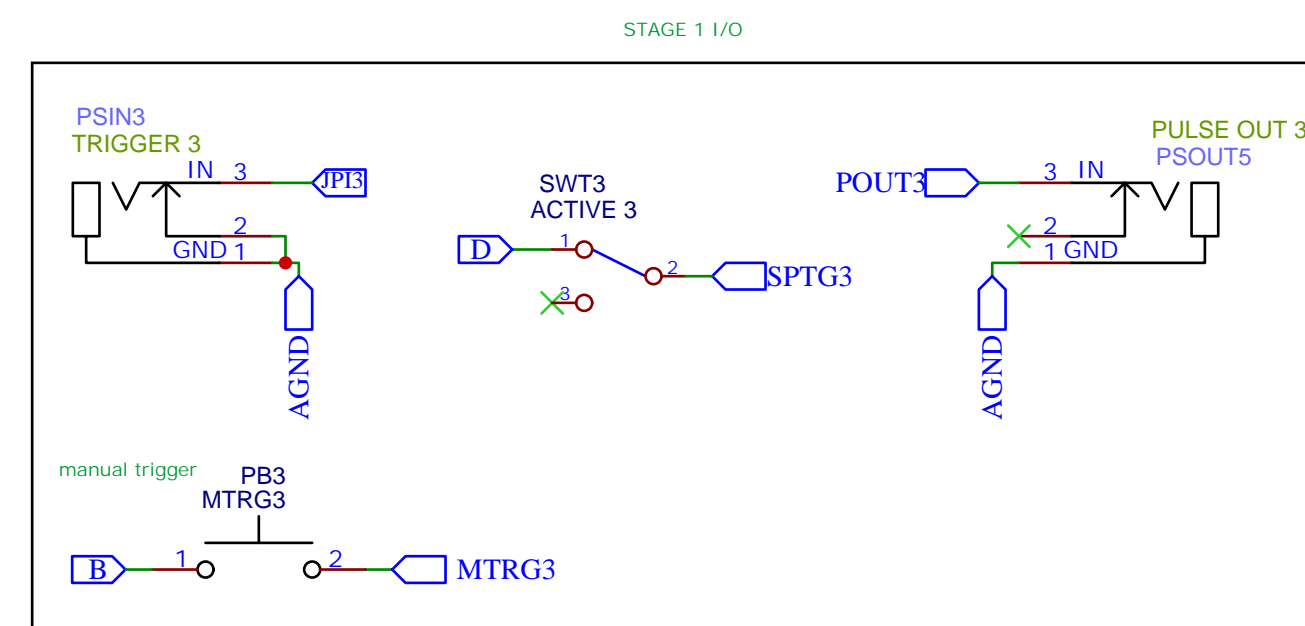 STAGE 1 I/O
PSIN3
TRIGGER 3
IN 3
JPI3
2
GND 1
AGND
SWT3
ACTIVE 3
D
1
2
SPTG3
3
PULSE OUT 3
PSOUT5
POUT3
3 IN
2
1 GND
AGND
manual trigger
PB3
MTRG3
B
1
2
MTRG3